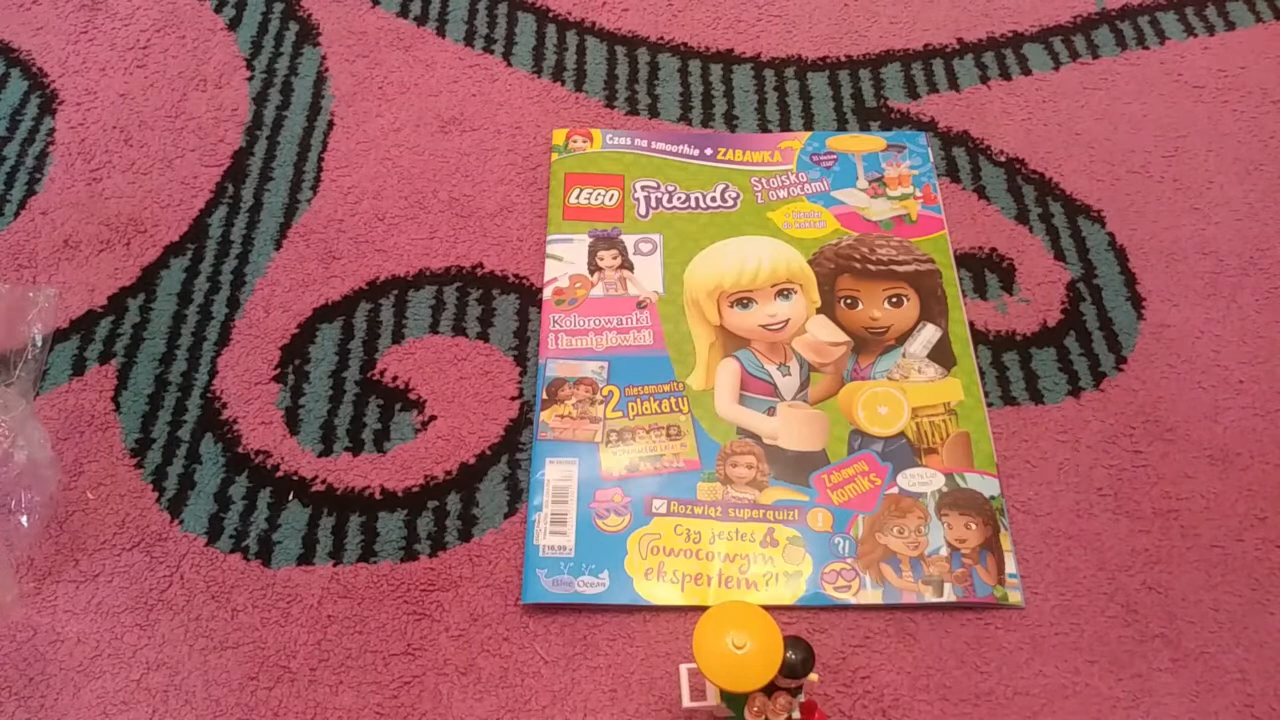 Czas na smoothie + ZABAWKA
LEGO
friends
Stoisko
z owocami
+ blender
do koktajli
Kolorowanki
i łamigłówki!
2 niesamowite
plakaty
Zabawny
komiks
Rozwiąż superquiz!
Czy jesteś
owocowym
ekspertem?!
?!
16,99
Blue Ocean